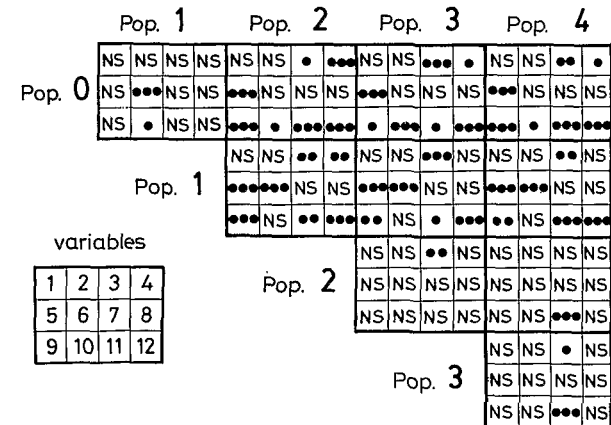 Pop. 1 Pop. 2 Pop. 3 Pop. 4
NS NS NS NS NS NS • ••• NS NS ••• • NS NS •• •
Pop. 0 NS ••• NS NS ••• NS NS NS ••• NS NS NS ••• NS NS NS
NS • NS NS ••• • ••• ••• • ••• • ••• ••• • ••• •••
NS NS •• •• NS NS ••• NS NS NS •• NS
Pop. 1 ••• ••• NS NS ••• ••• NS NS ••• ••• NS NS
••• NS •• ••• •• NS • ••• •• NS ••• •••
variables
NS NS •• NS NS NS NS NS
1 2 3 4 Pop. 2 NS NS NS NS NS NS NS NS
5 6 7 8 NS NS NS NS NS NS ••• NS
9 10 11 12
NS NS • NS
Pop. 3 NS NS NS NS
NS NS ••• NS